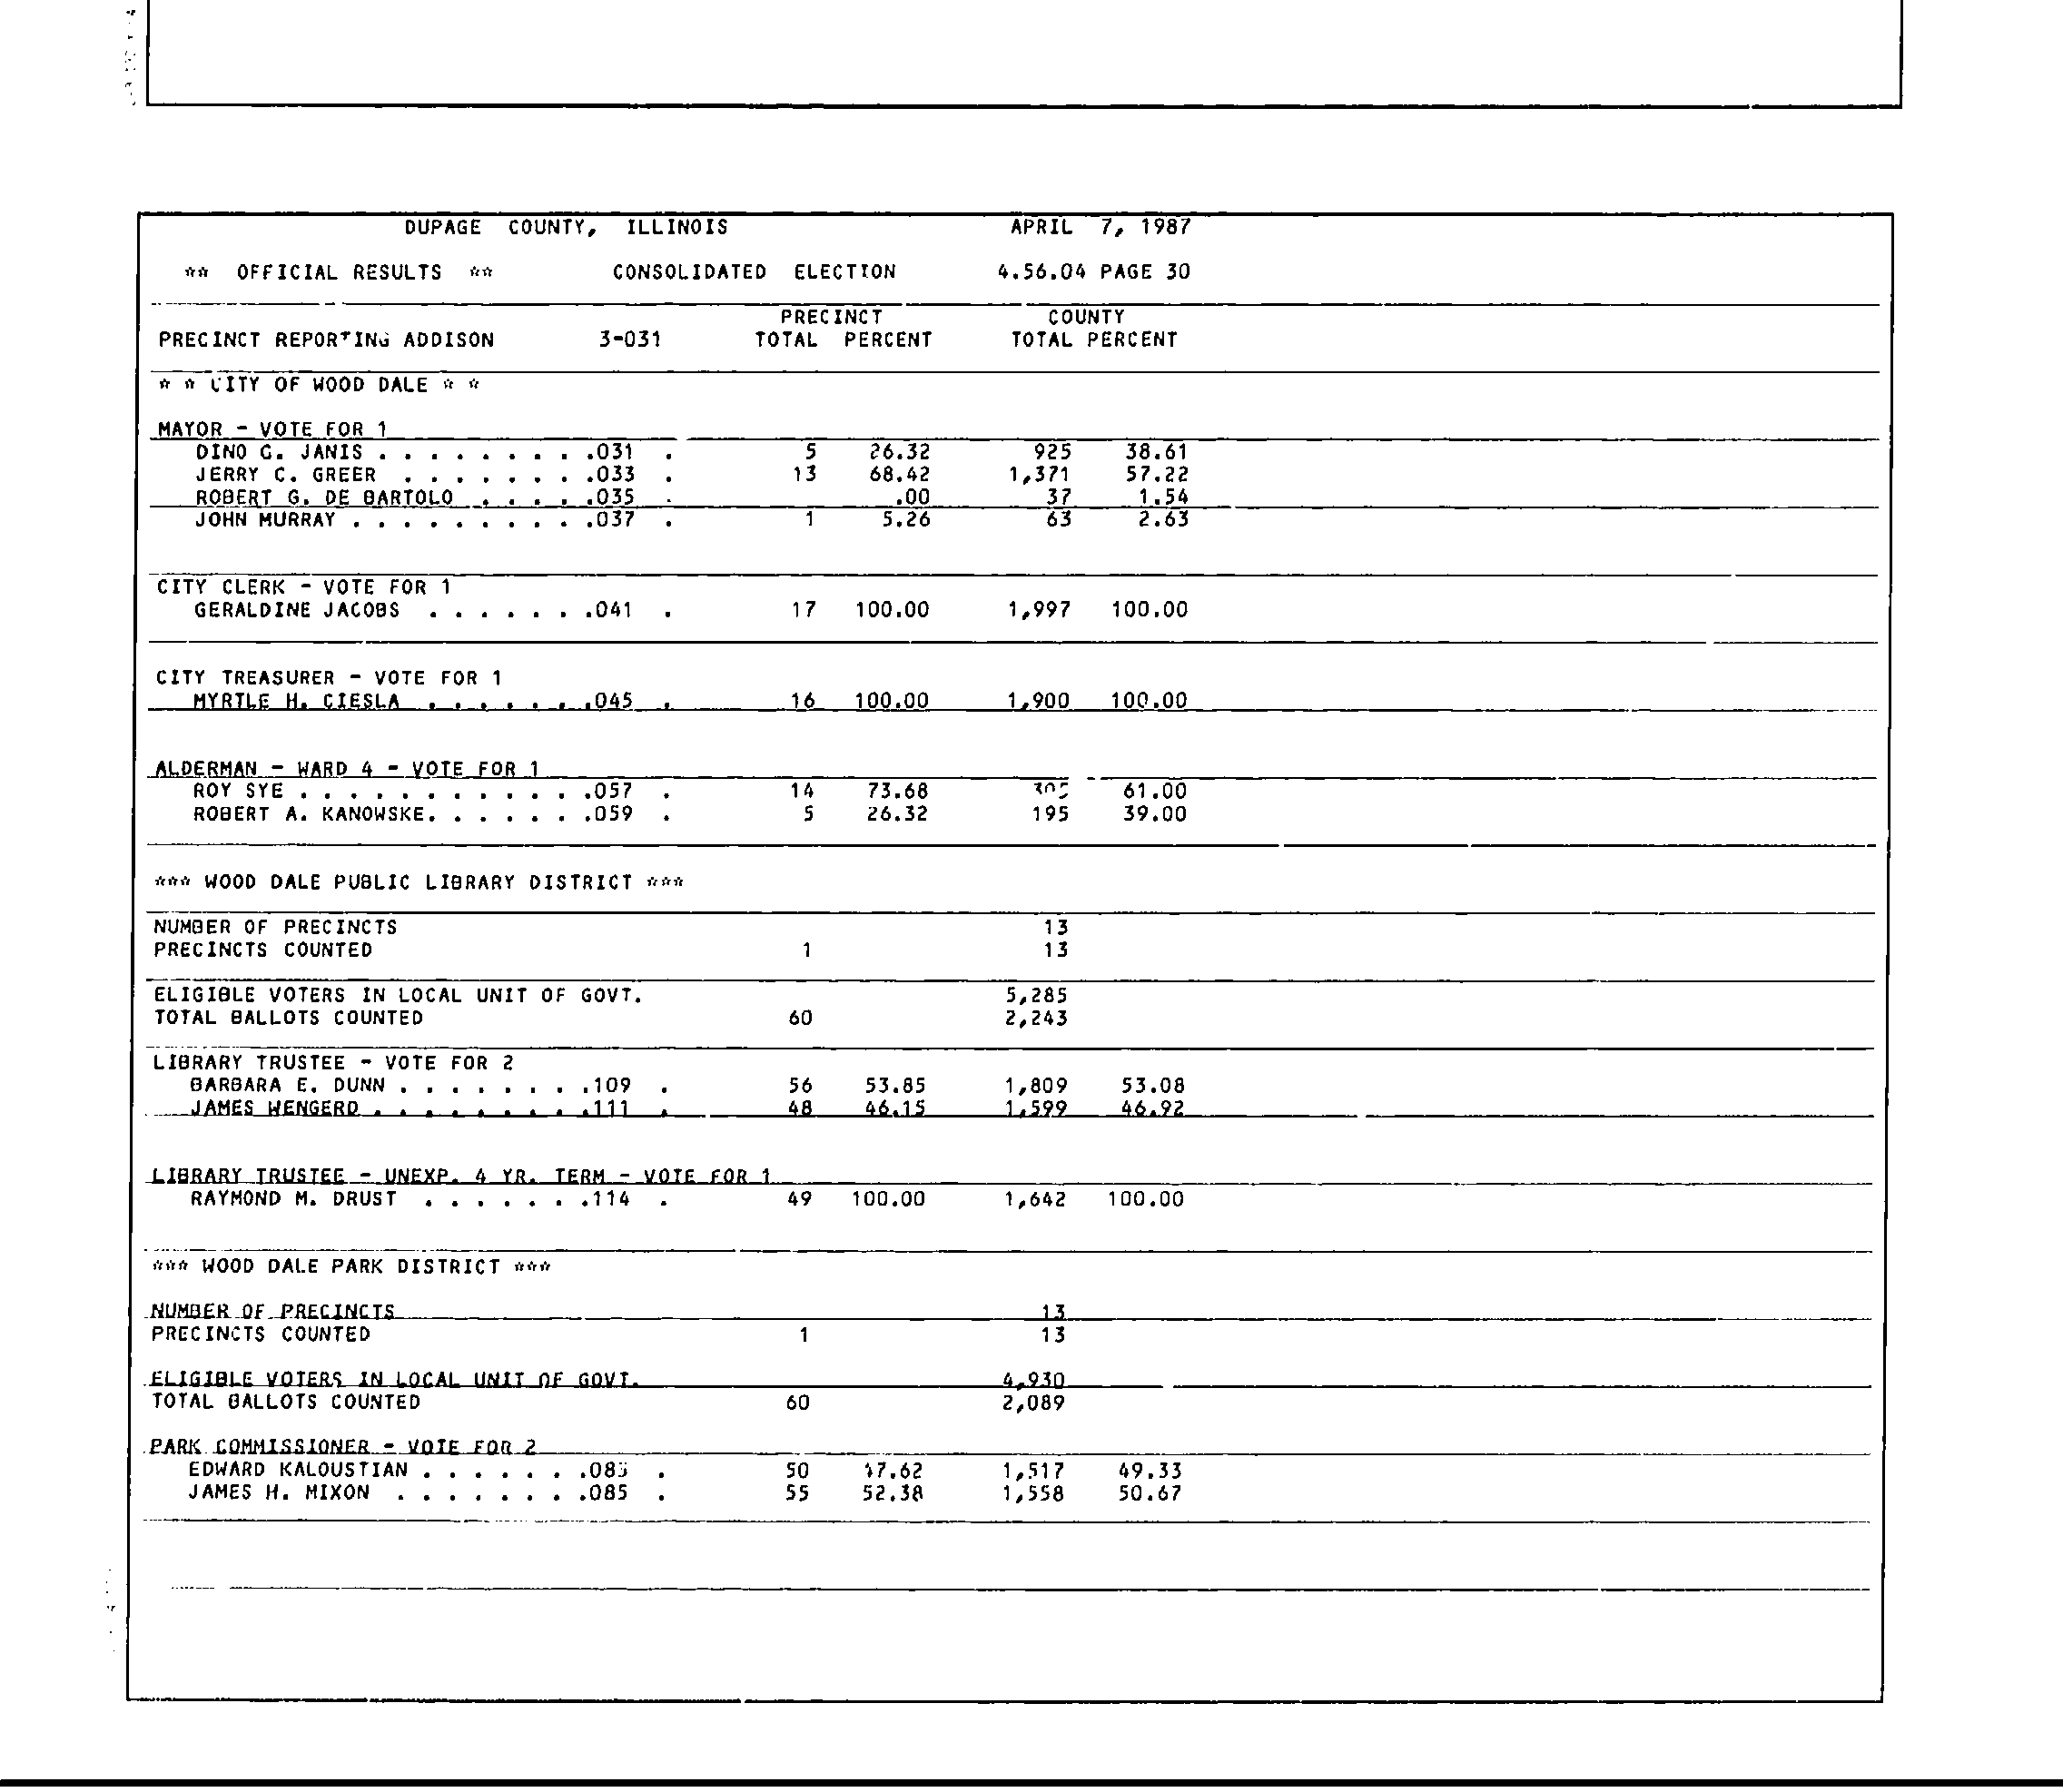 DUPAGE COUNTY, ILLINOIS APRIL 7, 1987
** OFFICIAL RESULTS ** CONSOLIDATED ELECTION 4.56.04 PAGE 30
PRECINCT COUNTY
PRECINCT REPORTING ADDISON 3-031 TOTAL PERCENT TOTAL PERCENT
* * CITY OF WOOD DALE * *
MAYOR - VOTE FOR 1
DINO G. JANIS . . . . . . . . . .031 . 5 26.32 925 38.61
JERRY C. GREER . . . . . . . .033 . 13 68.42 1,371 57.22
ROBERT G. DE BARTOLO . . . . .035 . .00 37 1.54
JOHN MURRAY . . . . . . . . . .037 . 1 5.26 63 2.63
CITY CLERK - VOTE FOR 1
GERALDINE JACOBS . . . . . . .041 . 17 100.00 1,997 100.00
CITY TREASURER - VOTE FOR 1
MYRTLE H. CIESLA . . . . . . .045 . 16 100.00 1,900 100.00
ALDERMAN - WARD 4 - VOTE FOR 1
ROY SYE . . . . . . . . . . . .057 . 14 73.68 305 61.00
ROBERT A. KANOWSKE. . . . . . .059 . 5 26.32 195 39.00
*** WOOD DALE PUBLIC LIBRARY DISTRICT ***
NUMBER OF PRECINCTS 13
PRECINCTS COUNTED 1 13
ELIGIBLE VOTERS IN LOCAL UNIT OF GOVT. 5,285
TOTAL BALLOTS COUNTED 60 2,243
LIBRARY TRUSTEE - VOTE FOR 2
BARBARA E. DUNN . . . . . . . .109 . 56 53.85 1,809 53.08
JAMES WENGERD . . . . . . . . .111 . 48 46.15 1,599 46.92
LIBRARY TRUSTEE - UNEXP. 4 YR. TERM - VOTE FOR 1
RAYMOND M. DRUST . . . . . . .114 . 49 100.00 1,642 100.00
*** WOOD DALE PARK DISTRICT ***
NUMBER OF PRECINCTS 13
PRECINCTS COUNTED 1 13
ELIGIBLE VOTERS IN LOCAL UNIT OF GOVT. 4,930
TOTAL BALLOTS COUNTED 60 2,089
PARK COMMISSIONER - VOTE FOR 2
EDWARD KALOUSTIAN . . . . . . .083 . 50 47.62 1,517 49.33
JAMES H. MIXON . . . . . . . .085 . 55 52.38 1,558 50.67